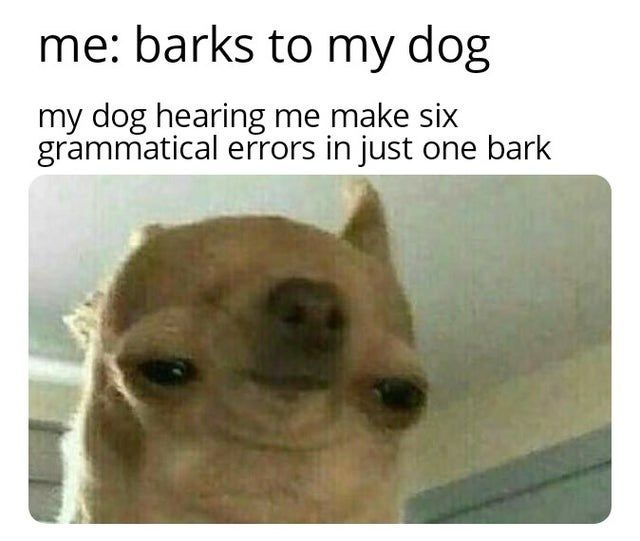 me: barks to my dog
my dog hearing me make six
grammatical errors in just one bark